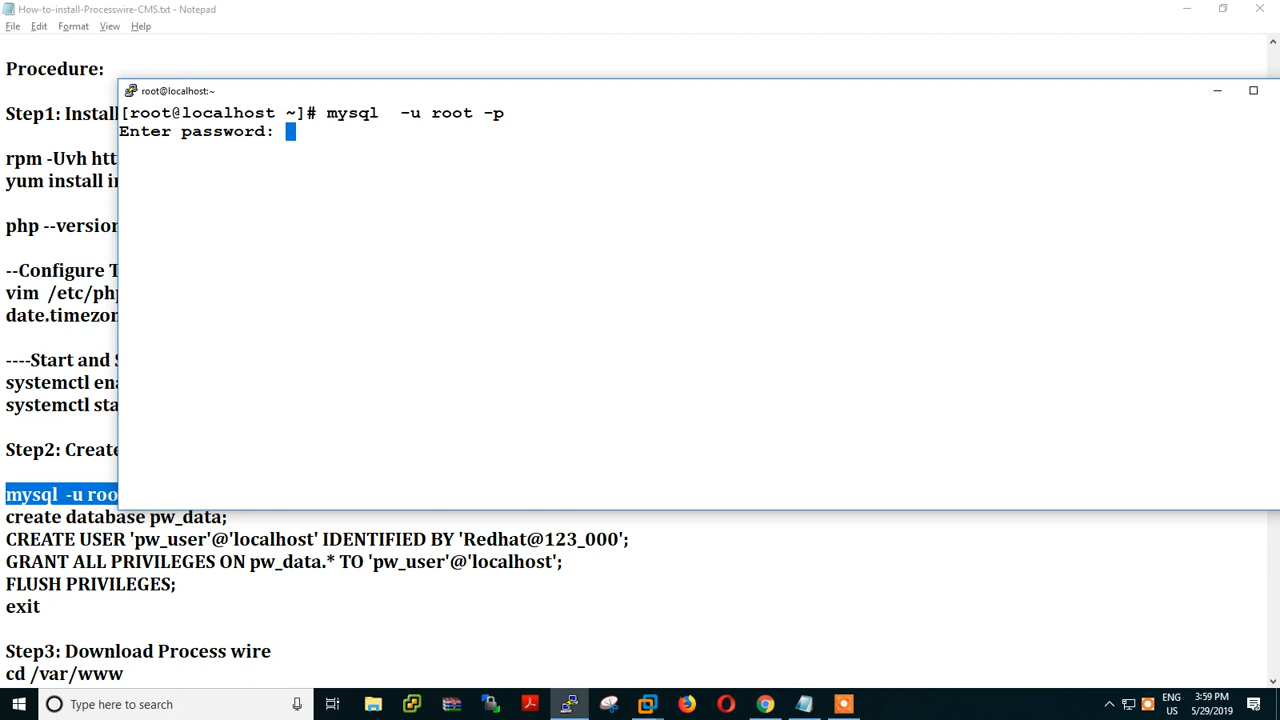 How-to-install-Processwire-CMS.txt - Notepad
File Edit Format View Help
Procedure:
root@localhost:~
[root@localhost ~]# mysql  -u root -p
Enter password:
Step1: Install
rpm -Uvh htt
yum install i
php --version
--Configure T
vim  /etc/php
date.timezon
----Start and S
systemctl ena
systemctl sta
Step2: Create
mysql  -u roo
create database pw_data;
CREATE USER 'pw_user'@'localhost' IDENTIFIED BY 'Redhat@123_000';
GRANT ALL PRIVILEGES ON pw_data.* TO 'pw_user'@'localhost';
FLUSH PRIVILEGES;
exit
Step3: Download Process wire
cd /var/www
Type here to search
ENG
US
3:59 PM
5/29/2019